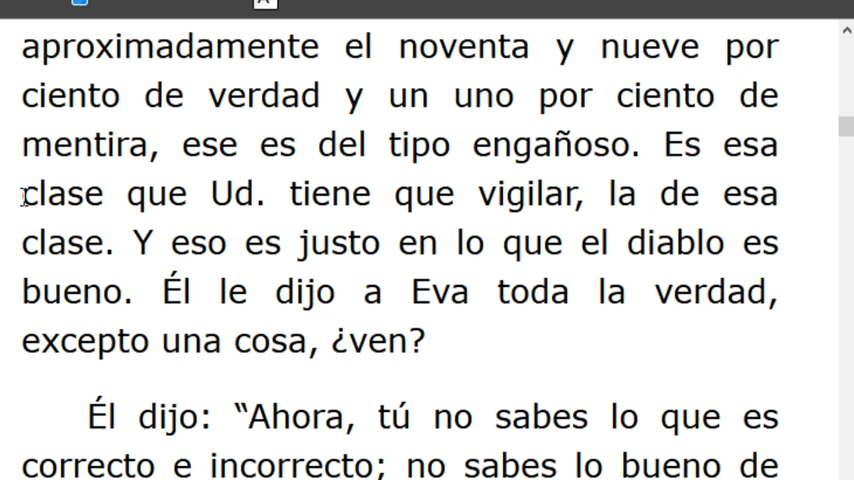 aproximadamente el noventa y nueve por
ciento de verdad y un uno por ciento de
mentira, ese es del tipo engañoso. Es esa
clase que Ud. tiene que vigilar, la de esa
clase. Y eso es justo en lo que el diablo es
bueno. Él le dijo a Eva toda la verdad,
excepto una cosa, ¿ven?
Él dijo: “Ahora, tú no sabes lo que es
correcto e incorrecto; no sabes lo bueno de